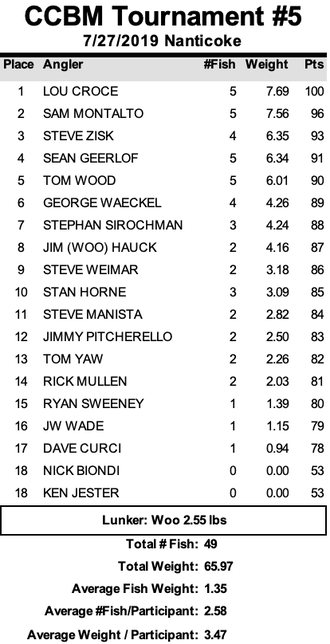 CCBM Tournament #5
7/27/2019 Nanticoke
Place Angler #Fish Weight Pts
1 LOU CROCE 5 7.69 100
2 SAM MONTALTO 5 7.56 96
3 STEVE ZISK 4 6.35 93
4 SEAN GEERLOF 5 6.34 91
5 TOM WOOD 5 6.01 90
6 GEORGE WAECKEL 4 4.26 89
7 STEPHAN SIROCHMAN 3 4.24 88
8 JIM (WOO) HAUCK 2 4.16 87
9 STEVE WEIMAR 2 3.18 86
10 STAN HORNE 3 3.09 85
11 STEVE MANISTA 2 2.82 84
12 JIMMY PITCHERELLO 2 2.50 83
13 TOM YAW 2 2.26 82
14 RICK MULLEN 2 2.03 81
15 RYAN SWEENEY 1 1.39 80
16 JW WADE 1 1.15 79
17 DAVE CURCI 1 0.94 78
18 NICK BIONDI 0 0.00 53
18 KEN JESTER 0 0.00 53
Lunker: Woo 2.55 lbs
Total # Fish: 49
Total Weight: 65.97
Average Fish Weight: 1.35
Average #Fish/Participant: 2.58
Average Weight / Participant: 3.47